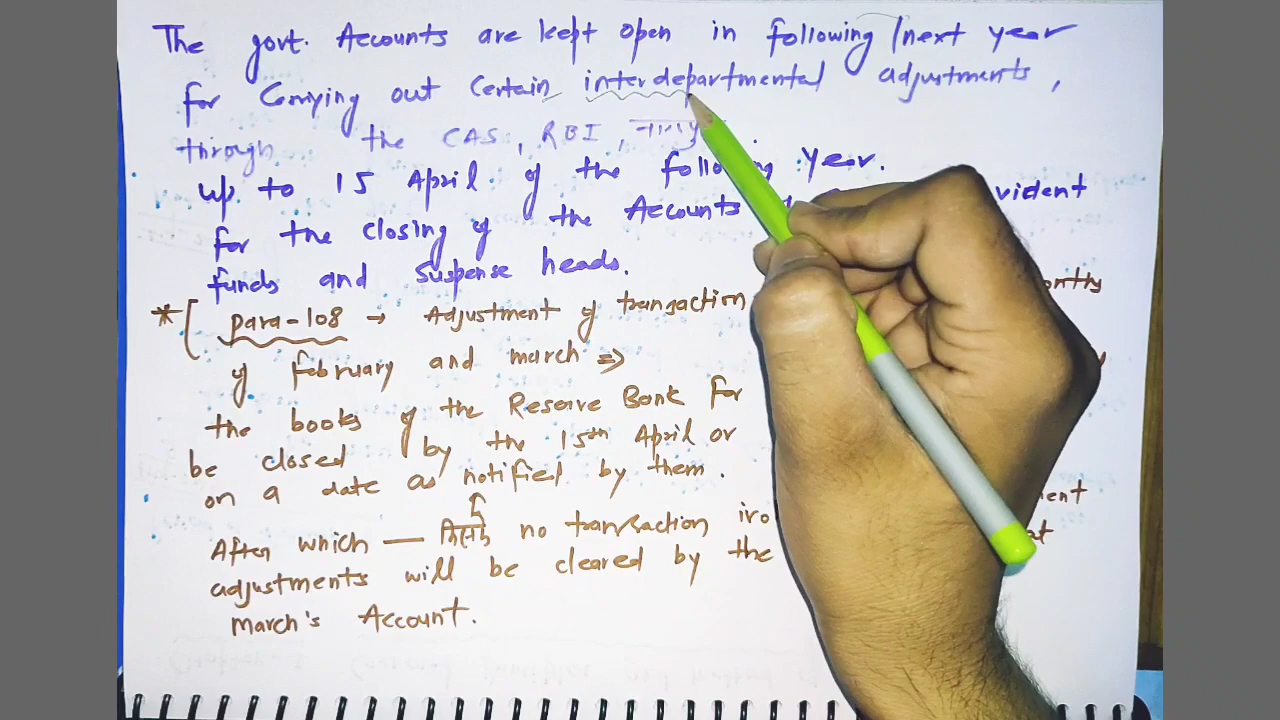 The govt. Accounts are kept open in following / next year
for Carrying out Certain interdepartmental adjustments,
through the CAS, RBI,
up to 15 April of the following Year.
for the closing of the Accounts vident
funds and Suspense heads.
* [ para-108 → Adjustment of transaction onthly
of February and march ⇒
the books of the Reserve Bank For
be closed by the 15th April or
on a date as notified by them.
After which — no transaction ent
adjustments will be cleared by the at
March's Account.